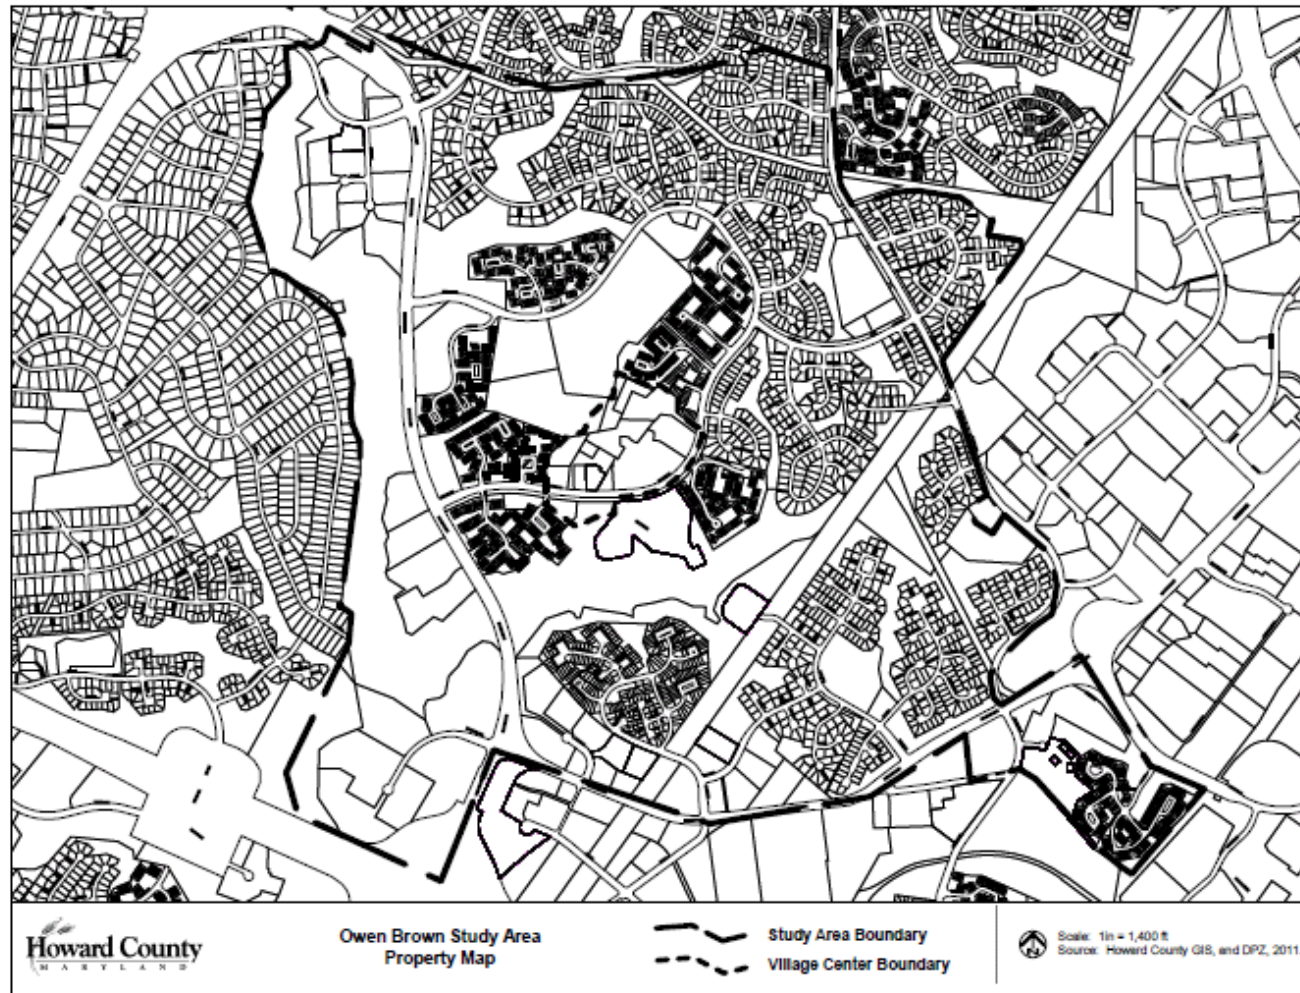 Howard County
MARYLAND
Owen Brown Study Area
Property Map
Study Area Boundary
Village Center Boundary
Scale: 1in = 1,400 ft
Source: Howard County GIS, and DPZ, 2011.